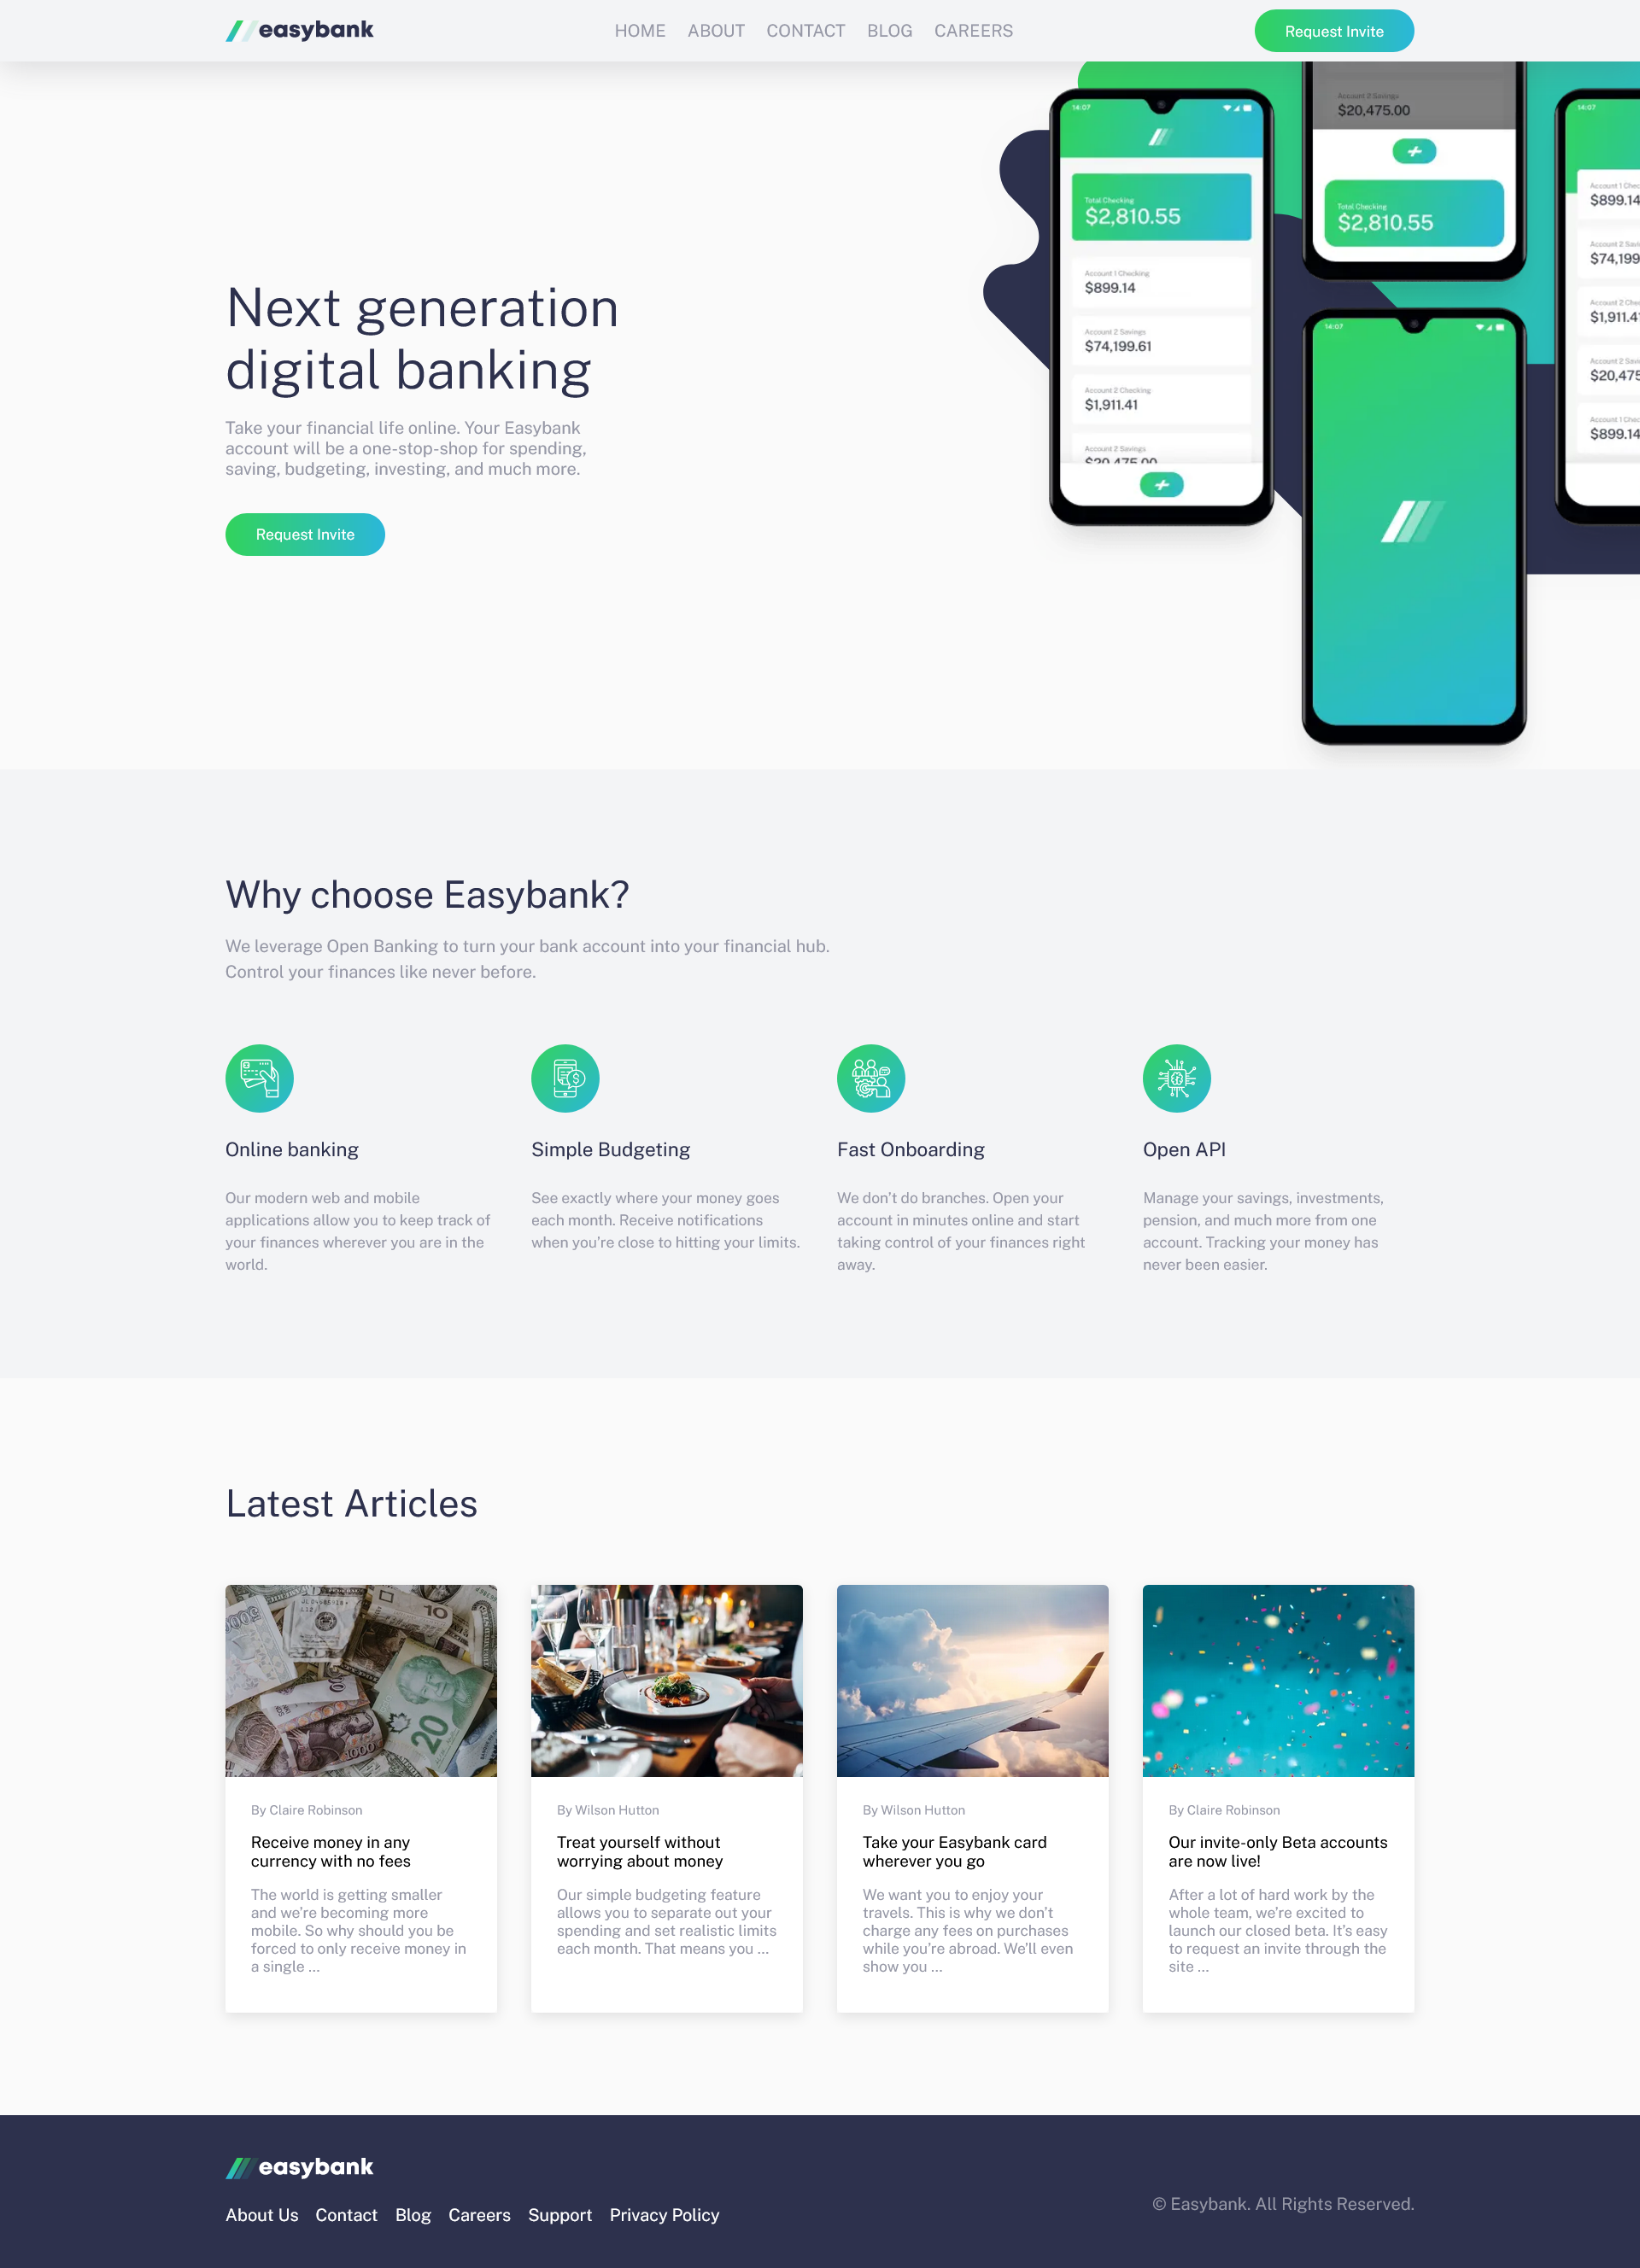 easybank
HOME ABOUT CONTACT BLOG CAREERS
Request Invite
Next generation
digital banking
Take your financial life online. Your Easybank
account will be a one-stop-shop for spending,
saving, budgeting, investing, and much more.
Request Invite
14:07
Total Checking
$2,810.55
Account 1 Checking
$899.14
Account 2 Savings
$74,199.61
Account 2 Checking
$1,911.41
Account 2 Savings
$20,475.00
Account 2 Savings
$20,475.00
Total Checking
$2,810.55
14:07
14:07
Account 1
$899.14
Account 2
$74,199
Account 2
$1,911.41
Account 2
$20,475
Account 1
$899.14
Why choose Easybank?
We leverage Open Banking to turn your bank account into your financial hub.
Control your finances like never before.
Online banking
Our modern web and mobile
applications allow you to keep track of
your finances wherever you are in the
world.
Simple Budgeting
See exactly where your money goes
each month. Receive notifications
when you’re close to hitting your limits.
Fast Onboarding
We don’t do branches. Open your
account in minutes online and start
taking control of your finances right
away.
Open API
Manage your savings, investments,
pension, and much more from one
account. Tracking your money has
never been easier.
Latest Articles
10
20
1000
By Claire Robinson
Receive money in any
currency with no fees
The world is getting smaller
and we’re becoming more
mobile. So why should you be
forced to only receive money in
a single ...
By Wilson Hutton
Treat yourself without
worrying about money
Our simple budgeting feature
allows you to separate out your
spending and set realistic limits
each month. That means you ...
By Wilson Hutton
Take your Easybank card
wherever you go
We want you to enjoy your
travels. This is why we don’t
charge any fees on purchases
while you’re abroad. We’ll even
show you ...
By Claire Robinson
Our invite-only Beta accounts
are now live!
After a lot of hard work by the
whole team, we’re excited to
launch our closed beta. It’s easy
to request an invite through the
site ...
easybank
About Us Contact Blog Careers Support Privacy Policy
© Easybank. All Rights Reserved.